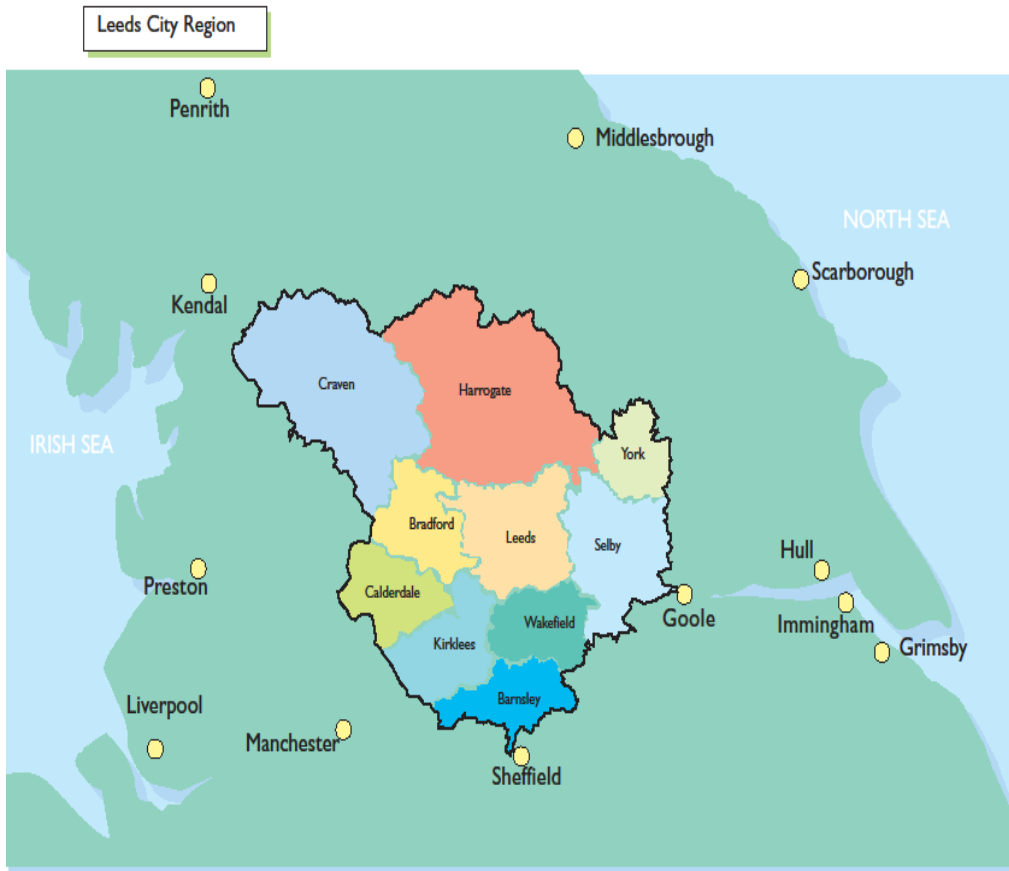 Leeds City Region
Penrith
Middlesbrough
NORTH SEA
Scarborough
Kendal
Craven
Harrogate
IRISH SEA
York
Bradford
Leeds
Selby
Hull
Preston
Calderdale
Goole
Immingham
Wakefield
Kirklees
Grimsby
Barnsley
Liverpool
Manchester
Sheffield